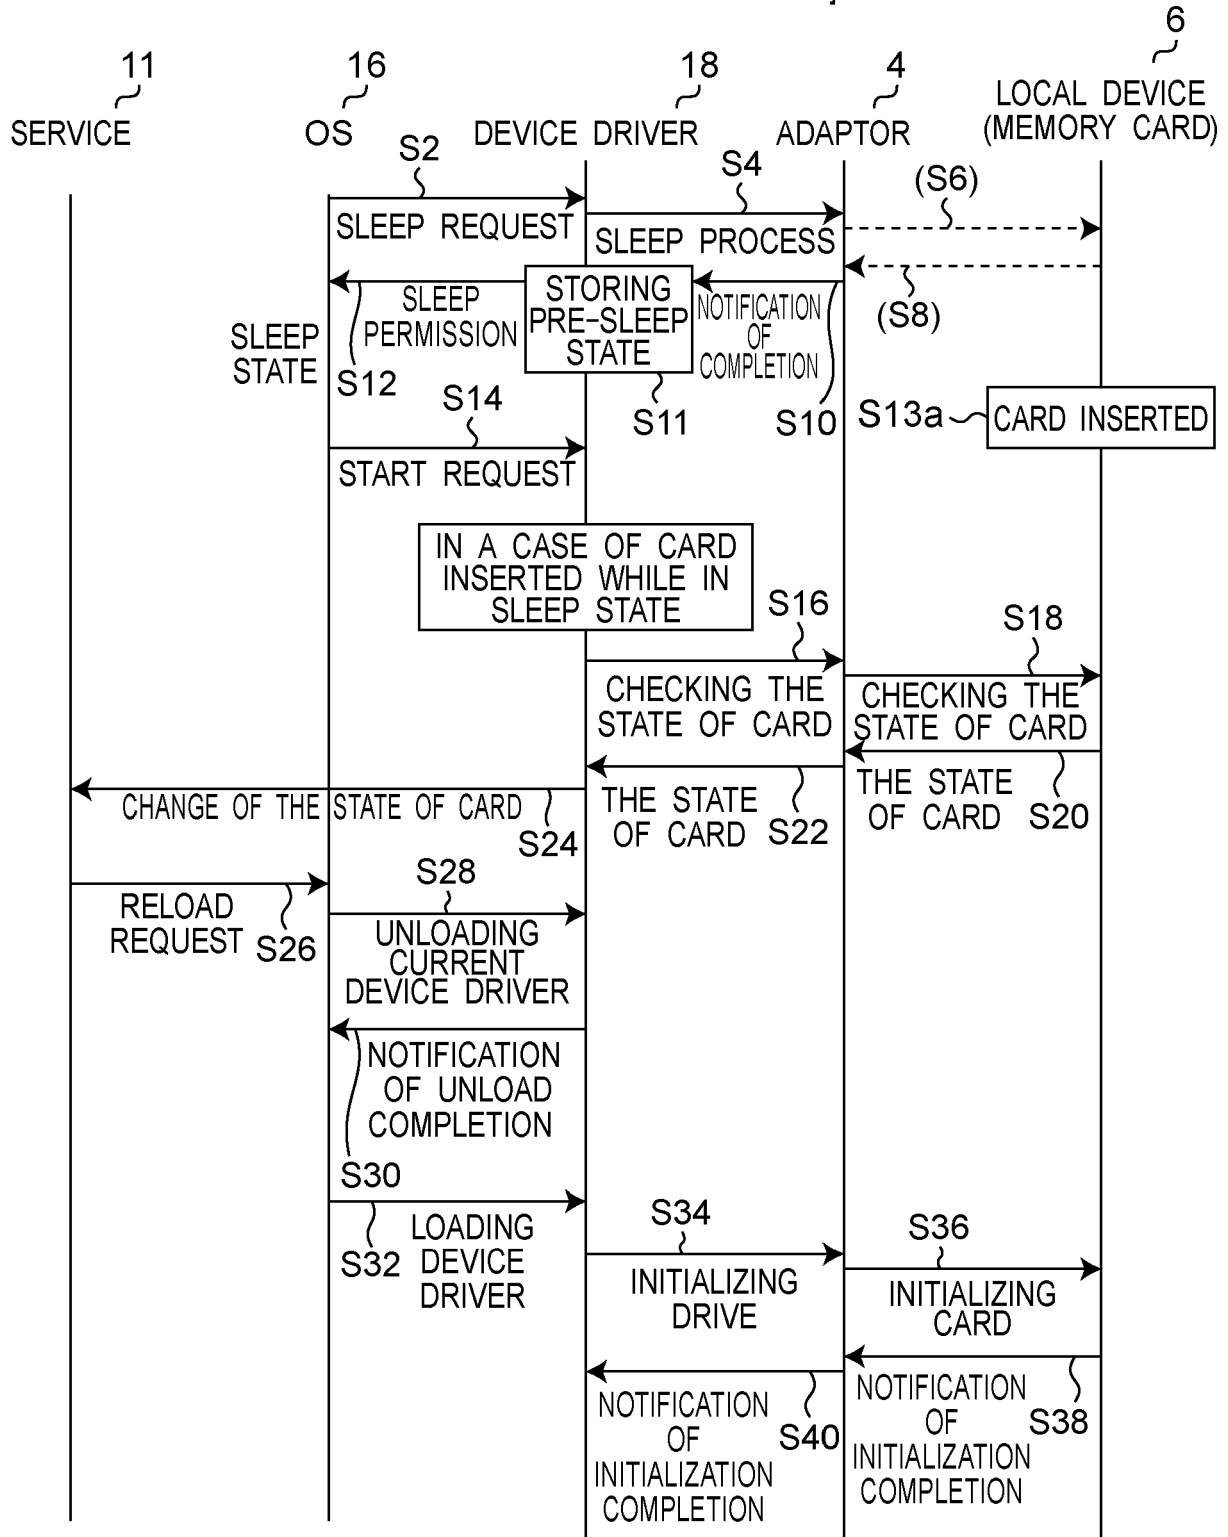 6
11
16
18
4
LOCAL DEVICE
(MEMORY CARD)
SERVICE
OS
DEVICE DRIVER
ADAPTOR
S2
SLEEP REQUEST
S4
SLEEP PROCESS
(S6)
(S8)
STORING
PRE-SLEEP
STATE
S11
NOTIFICATION
OF
COMPLETION
S10
SLEEP
PERMISSION
S12
SLEEP
STATE
S13a
CARD INSERTED
S14
START REQUEST
IN A CASE OF CARD
INSERTED WHILE IN
SLEEP STATE
S16
CHECKING THE
STATE OF CARD
S18
CHECKING THE
STATE OF CARD
THE STATE
OF CARD
S20
THE STATE
OF CARD
S22
CHANGE OF THE STATE OF CARD
S24
RELOAD
REQUEST
S26
S28
UNLOADING
CURRENT
DEVICE DRIVER
NOTIFICATION
OF UNLOAD
COMPLETION
S30
S32
LOADING
DEVICE
DRIVER
S34
INITIALIZING
DRIVE
S36
INITIALIZING
CARD
NOTIFICATION
OF
INITIALIZATION
COMPLETION
S38
NOTIFICATION
OF
INITIALIZATION
COMPLETION
S40